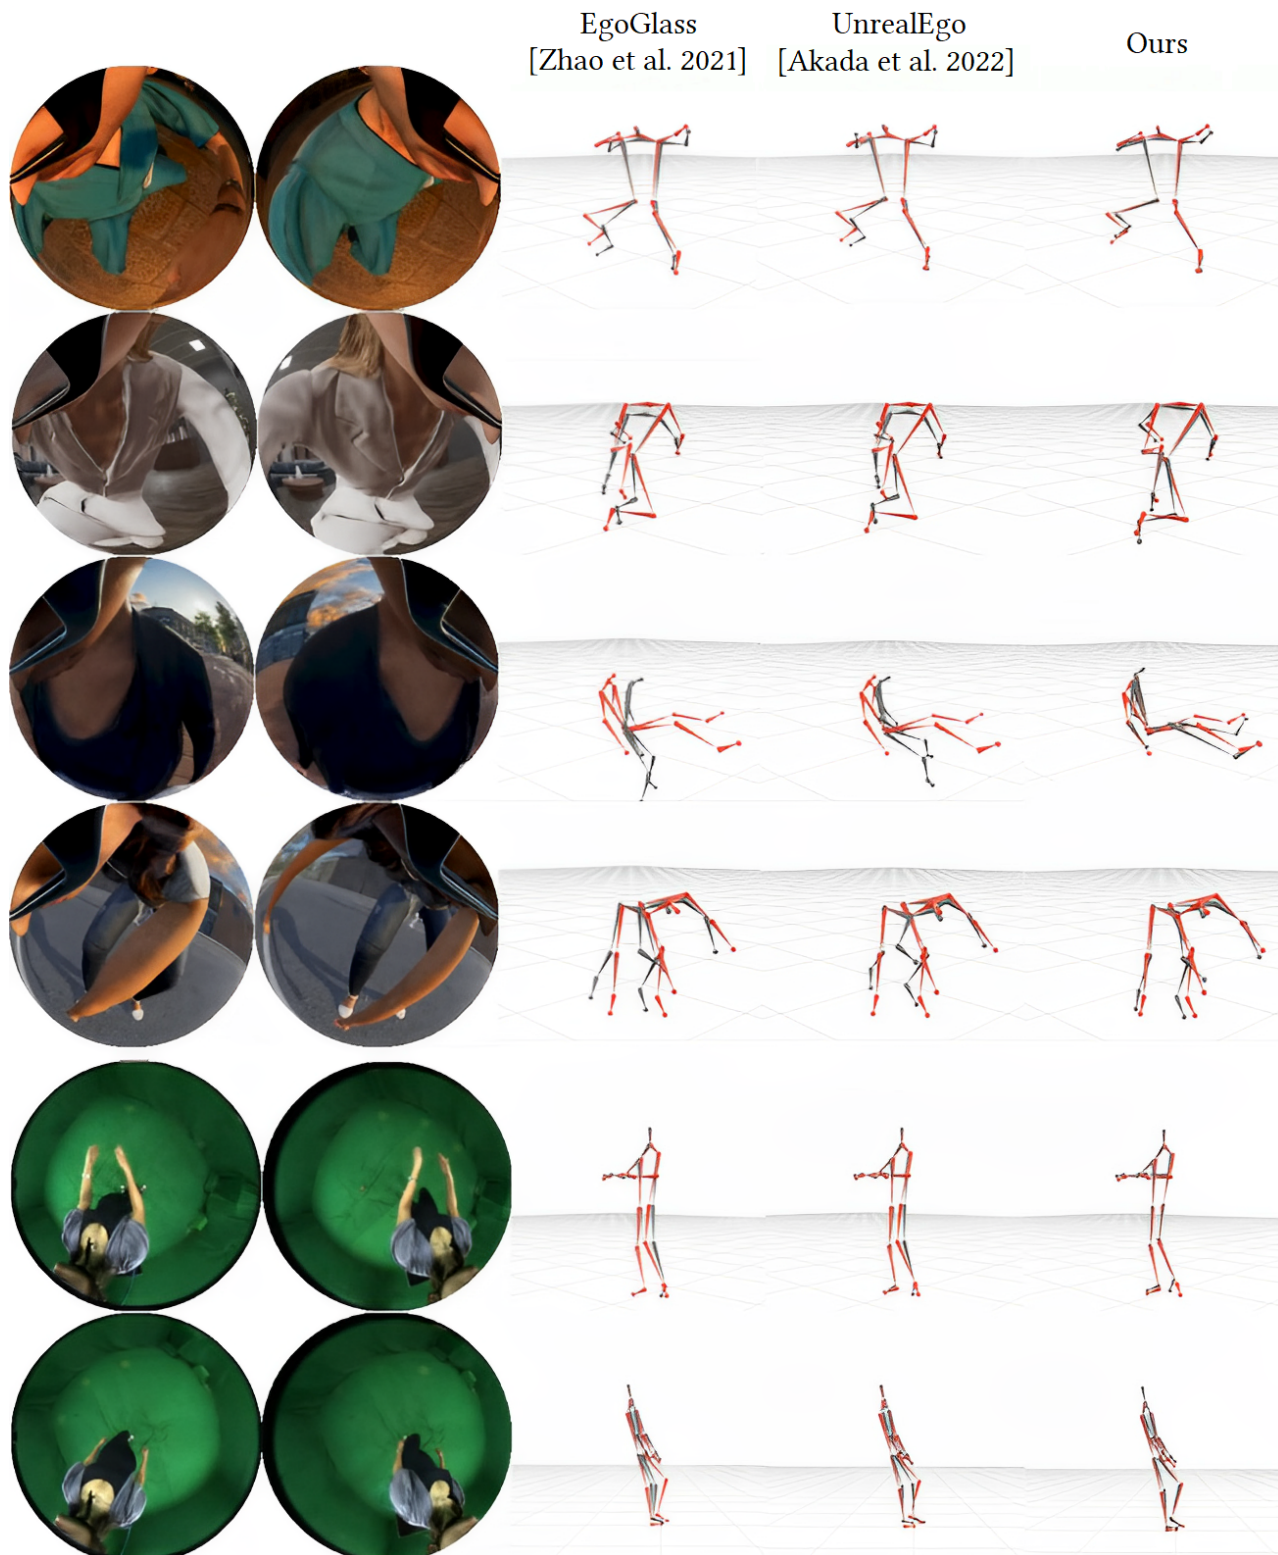 EgoGlass
[Zhao et al. 2021]
UnrealEgo
[Akada et al. 2022]
Ours